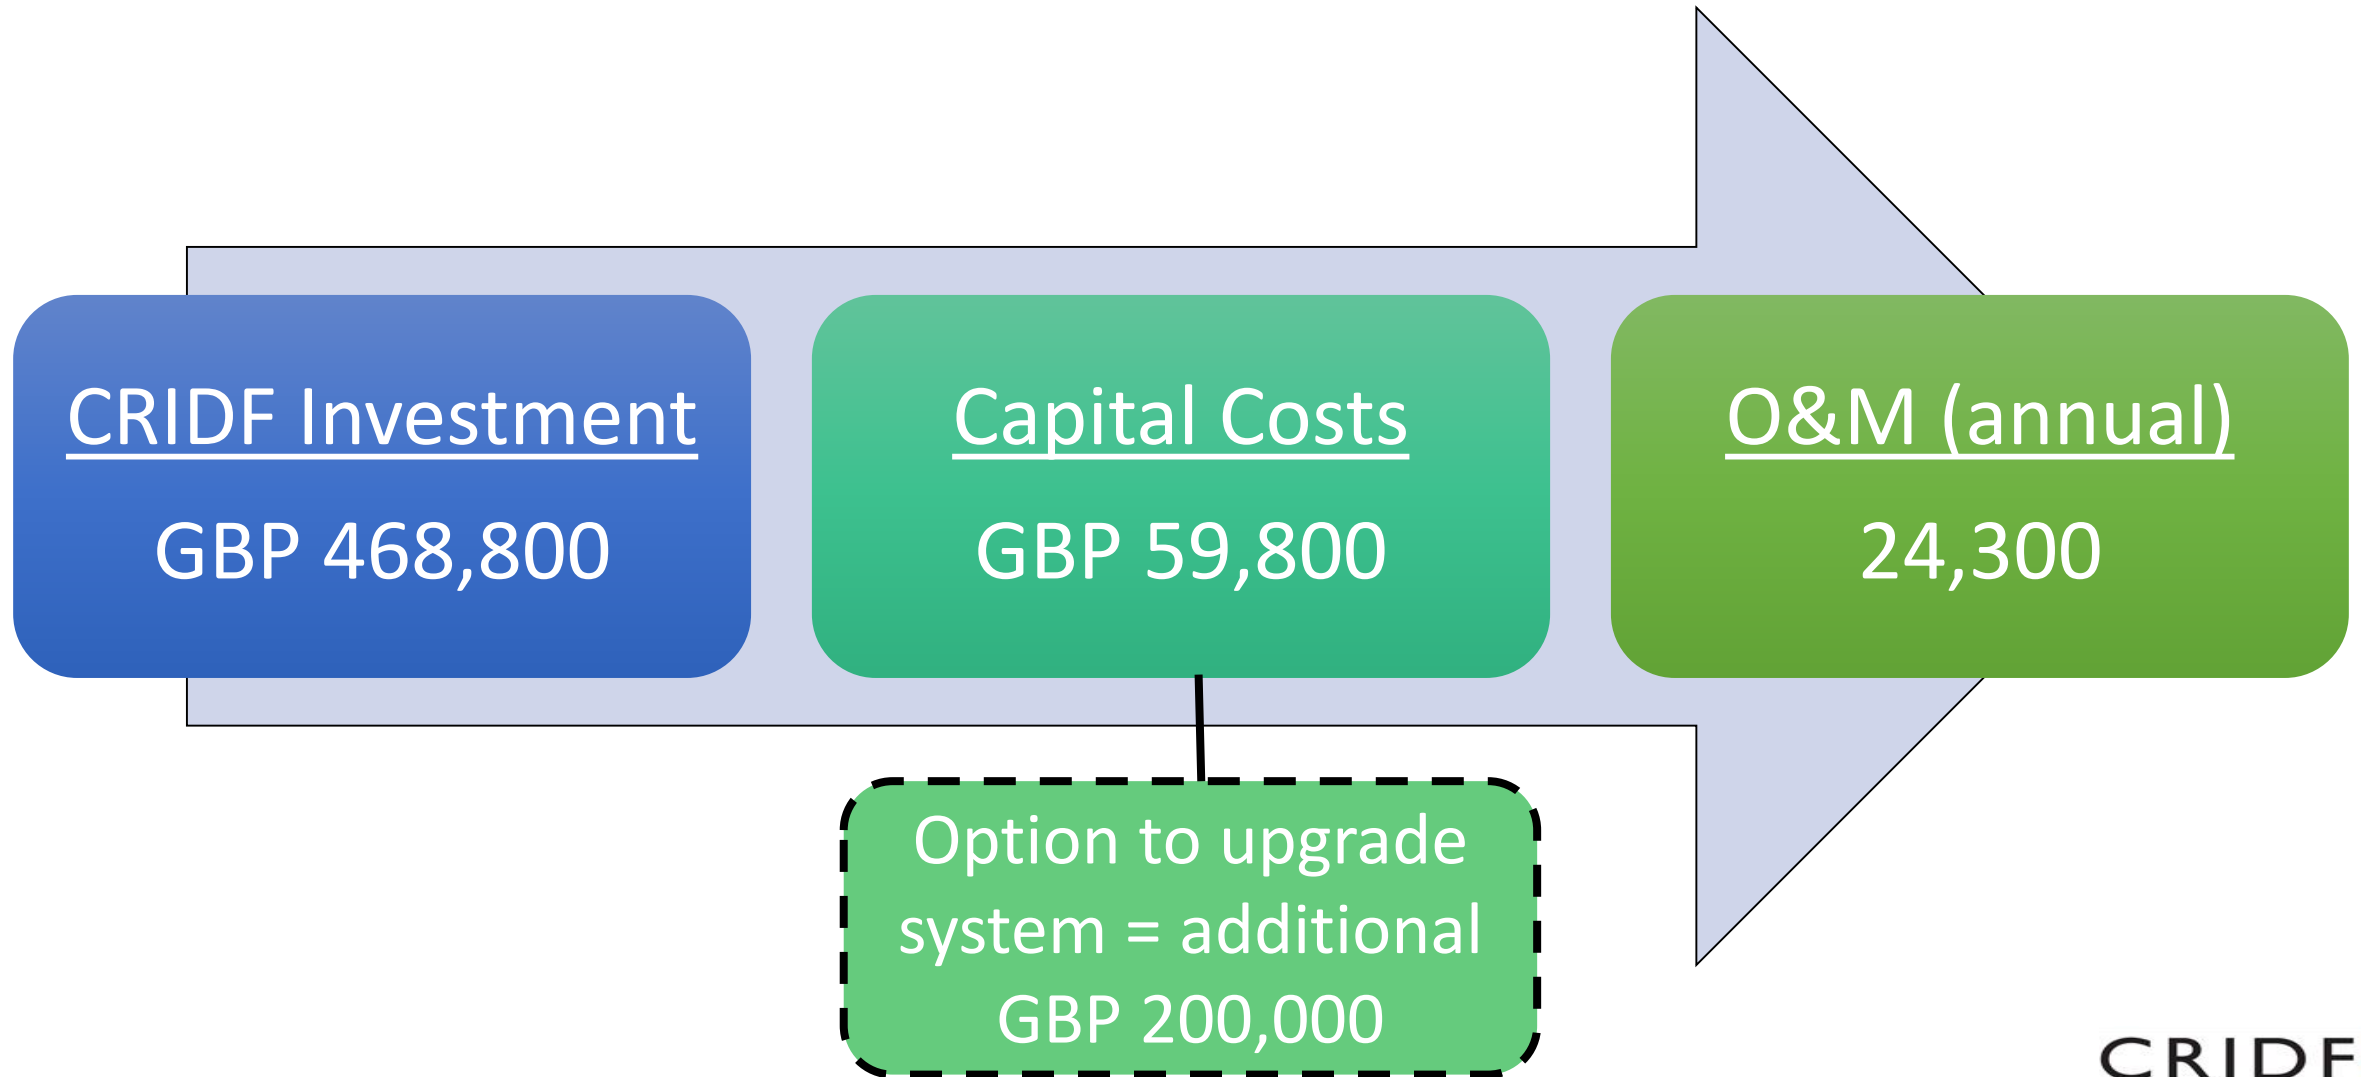 CRIDF Investment
GBP 468,800
Capital Costs
GBP 59,800
O&M (annual)
24,300
Option to upgrade
system = additional
GBP 200,000
CRIDF